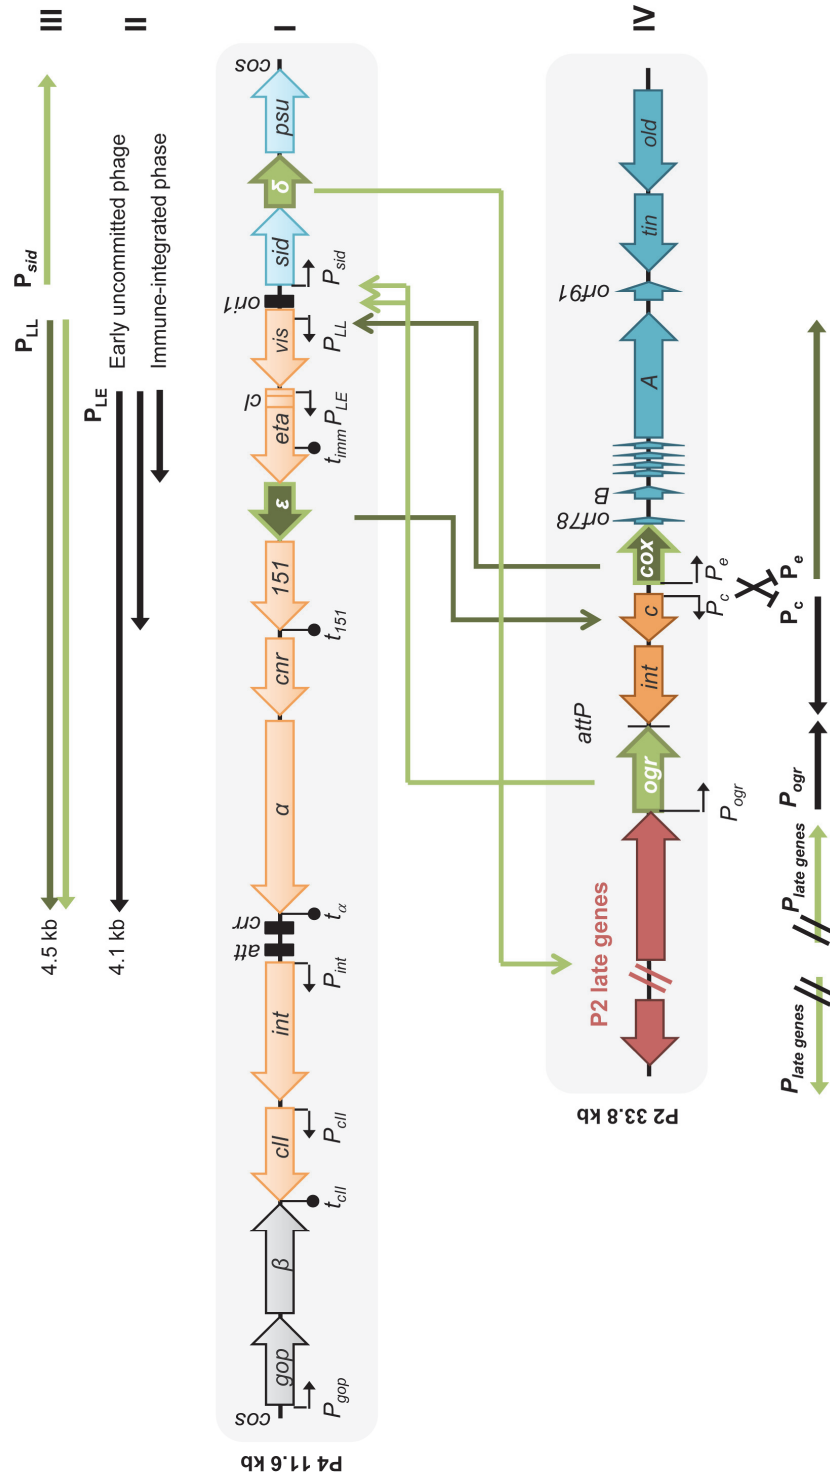 III
P_sid
P_LL
4.5 kb
II
Early uncommitted phage
Immune-integrated phase
P_LE
4.1 kb
I
cos
psu
δ
sid
P_sid
ori1
vis
P_LL
cI
P_LE
eta
t_imm
ε
151
t_151
cnr
α
t_α
crr
att
P_int
int
P_cII
cII
t_cII
β
gop
P_gop
cos
P4 11.6 kb
IV
old
tin
orf91
A
B
orf78
cox
P_e
P_c
c
int
attP
ogr
P_ogr
P2 late genes
P2 33.8 kb
P_e
P_c
P_ogr
P_late genes
P_late genes